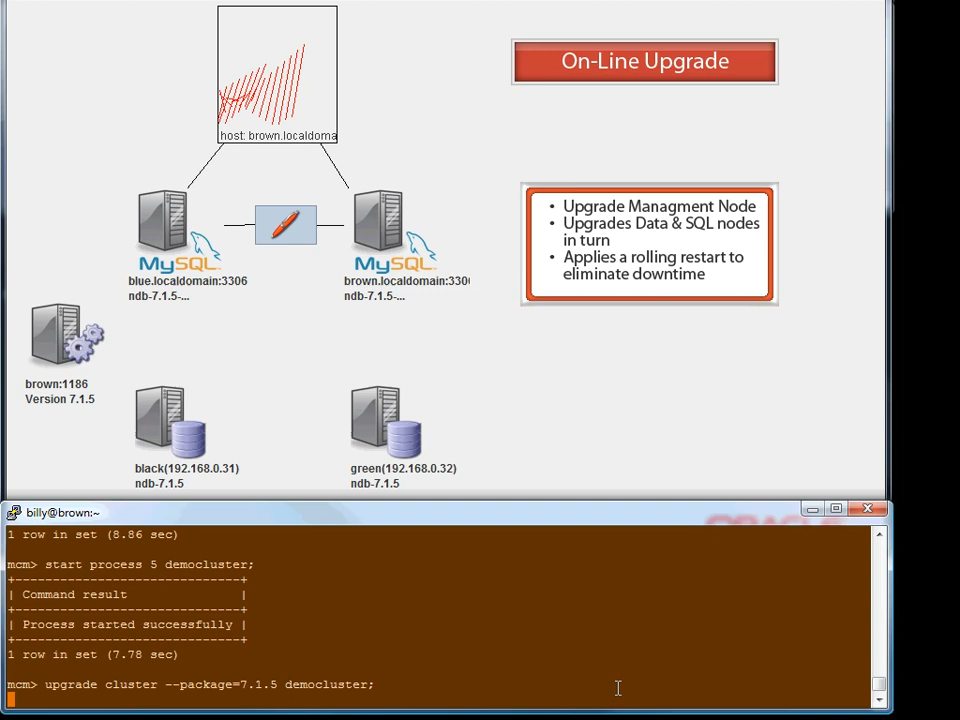 On-Line Upgrade
host: brown.localdoma
• Upgrade Managment Node
• Upgrades Data & SQL nodes
in turn
• Applies a rolling restart to
eliminate downtime
MySQL.
MySQL.
blue.localdomain:3306
ndb-7.1.5-...
brown.localdomain:330
ndb-7.1.5-...
brown:1186
Version 7.1.5
black(192.168.0.31)
ndb-7.1.5
green(192.168.0.32)
ndb-7.1.5
billy@brown:~
1 row in set (8.86 sec)
mcm> start process 5 democluster;
+------------------------------+
| Command result |
+------------------------------+
| Process started successfully |
+------------------------------+
1 row in set (7.78 sec)
mcm> upgrade cluster --package=7.1.5 democluster;